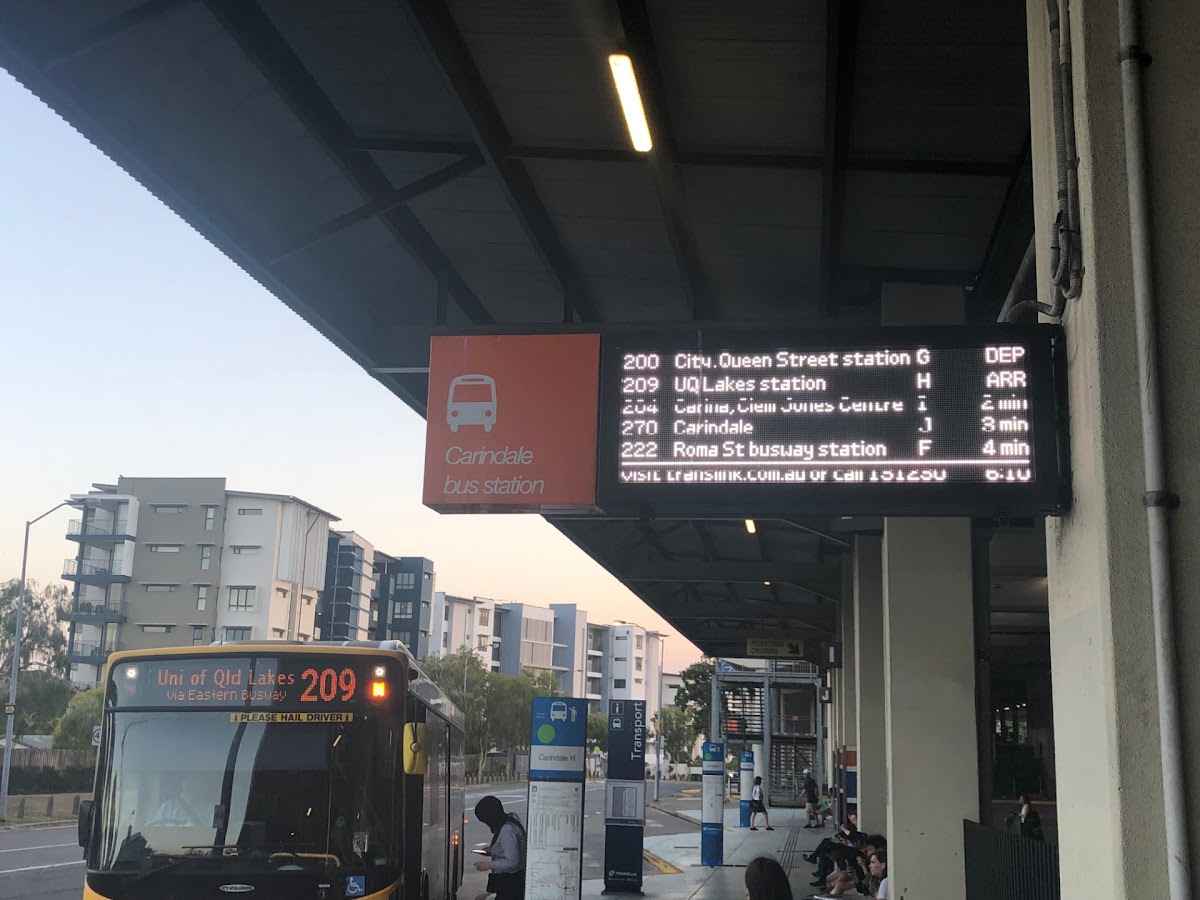 200 City, Queen Street station G DEP
209 UQ Lakes station H ARR
204 Carina, Clem Jones Centre I 2 min
270 Carindale J 3 min
222 Roma St busway station F 4 min
visit translink.com.au or call 131230 6:10
Carindale
bus station
Uni of Qld Lakes
via Eastern Busway
209
PLEASE HAIL DRIVER
VOLGREN
Carindale H
i
Transport
CROSSING